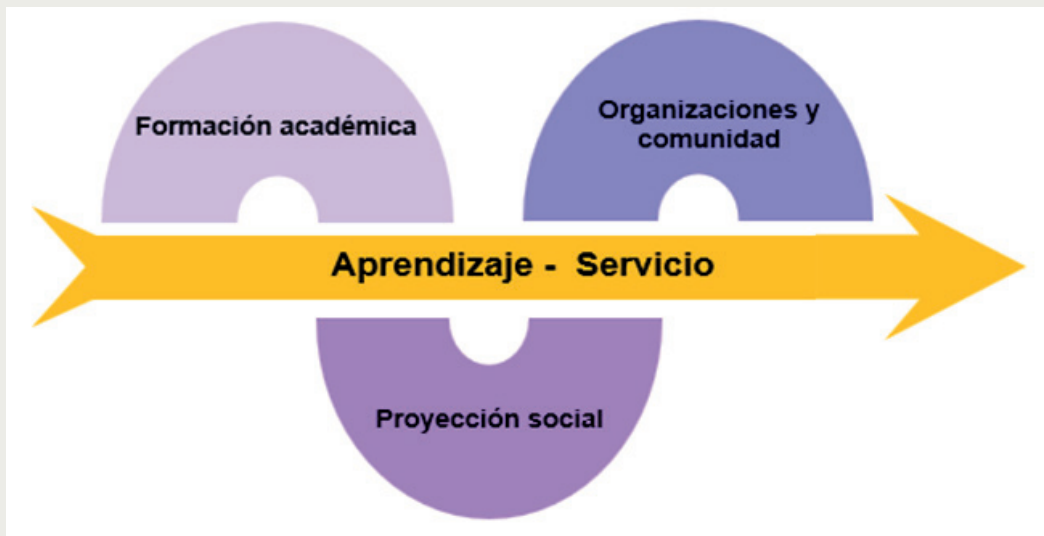 Formación académica
Organizaciones y
comunidad
Aprendizaje - Servicio
Proyección social